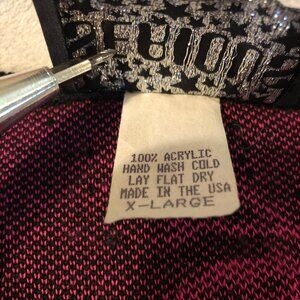 100% ACRYLIC
HAND WASH COLD
LAY FLAT DRY
MADE IN THE USA
X-LARGE